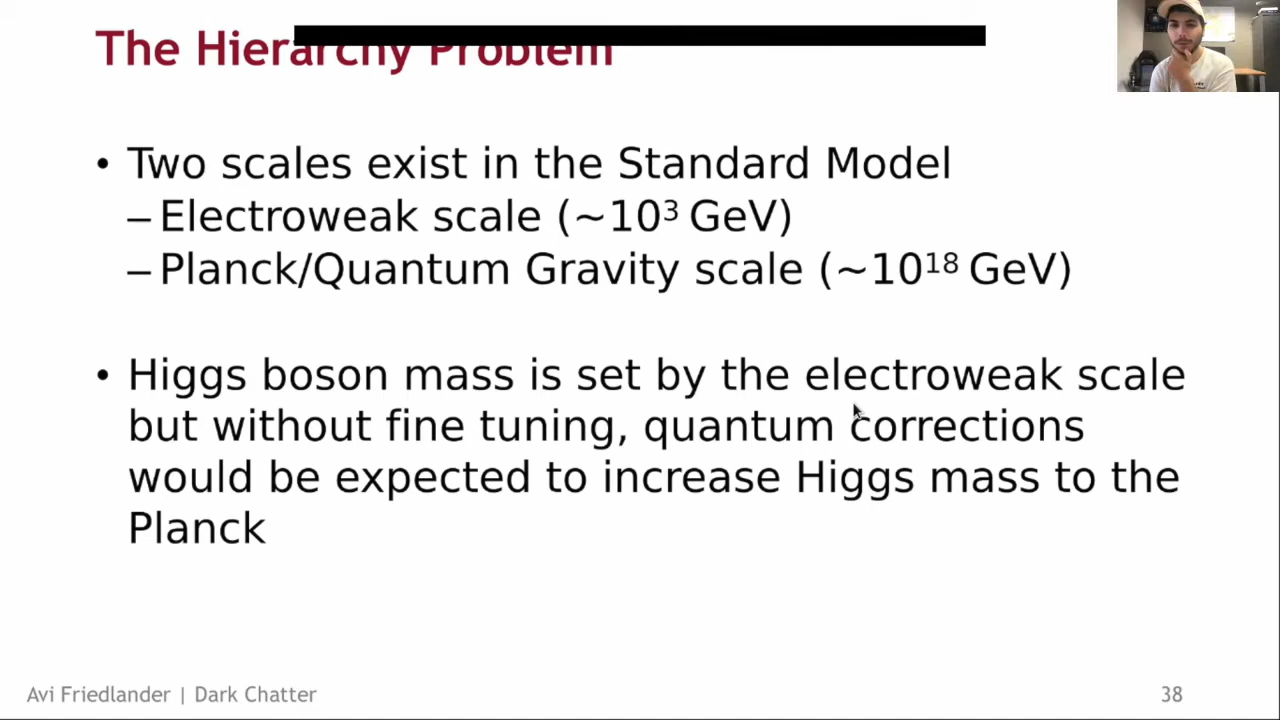 The Hierarchy Problem
• Two scales exist in the Standard Model
– Electroweak scale (~10³ GeV)
– Planck/Quantum Gravity scale (~10¹⁸ GeV)
• Higgs boson mass is set by the electroweak scale
but without fine tuning, quantum corrections
would be expected to increase Higgs mass to the
Planck
Avi Friedlander | Dark Chatter
38